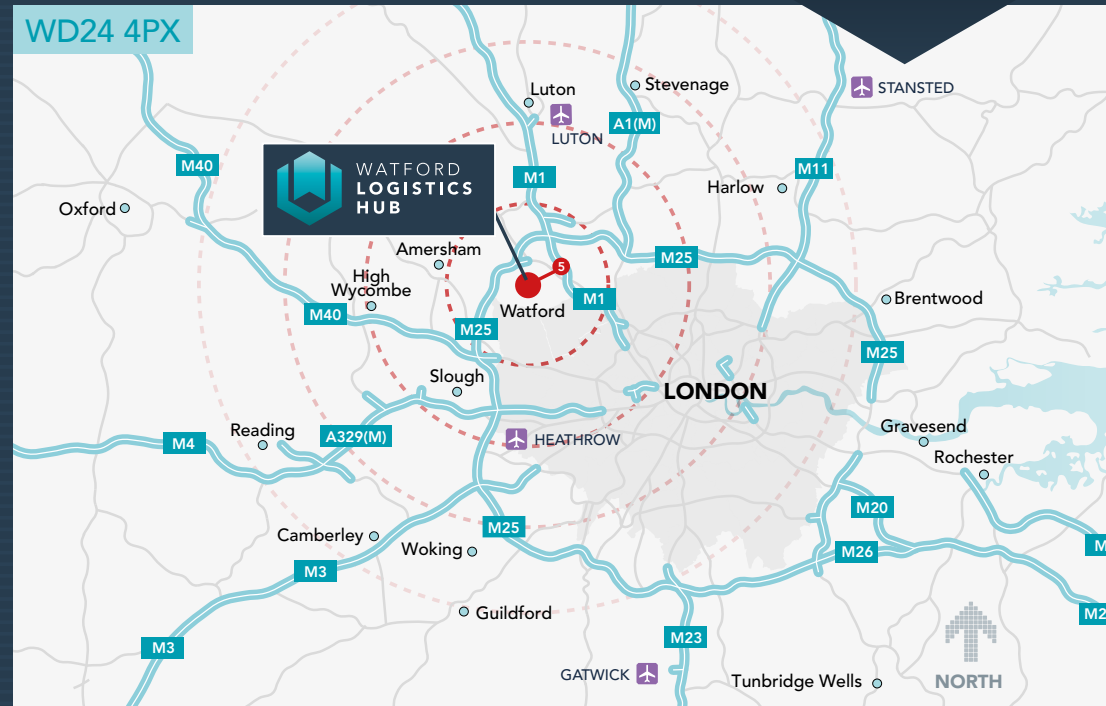 WD24 4PX
Luton
Stevenage
STANSTED
A1(M)
LUTON
M40
WATFORD
LOGISTICS
HUB
M1
M11
Harlow
Oxford
Amersham
M25
5
High
Wycombe
Watford
M1
Brentwood
M40
M25
M25
Slough
LONDON
Reading
A329(M)
M4
HEATHROW
Gravesend
Rochester
M20
Camberley
Woking
M25
M26
M3
Guildford
M23
M3
GATWICK
Tunbridge Wells
NORTH